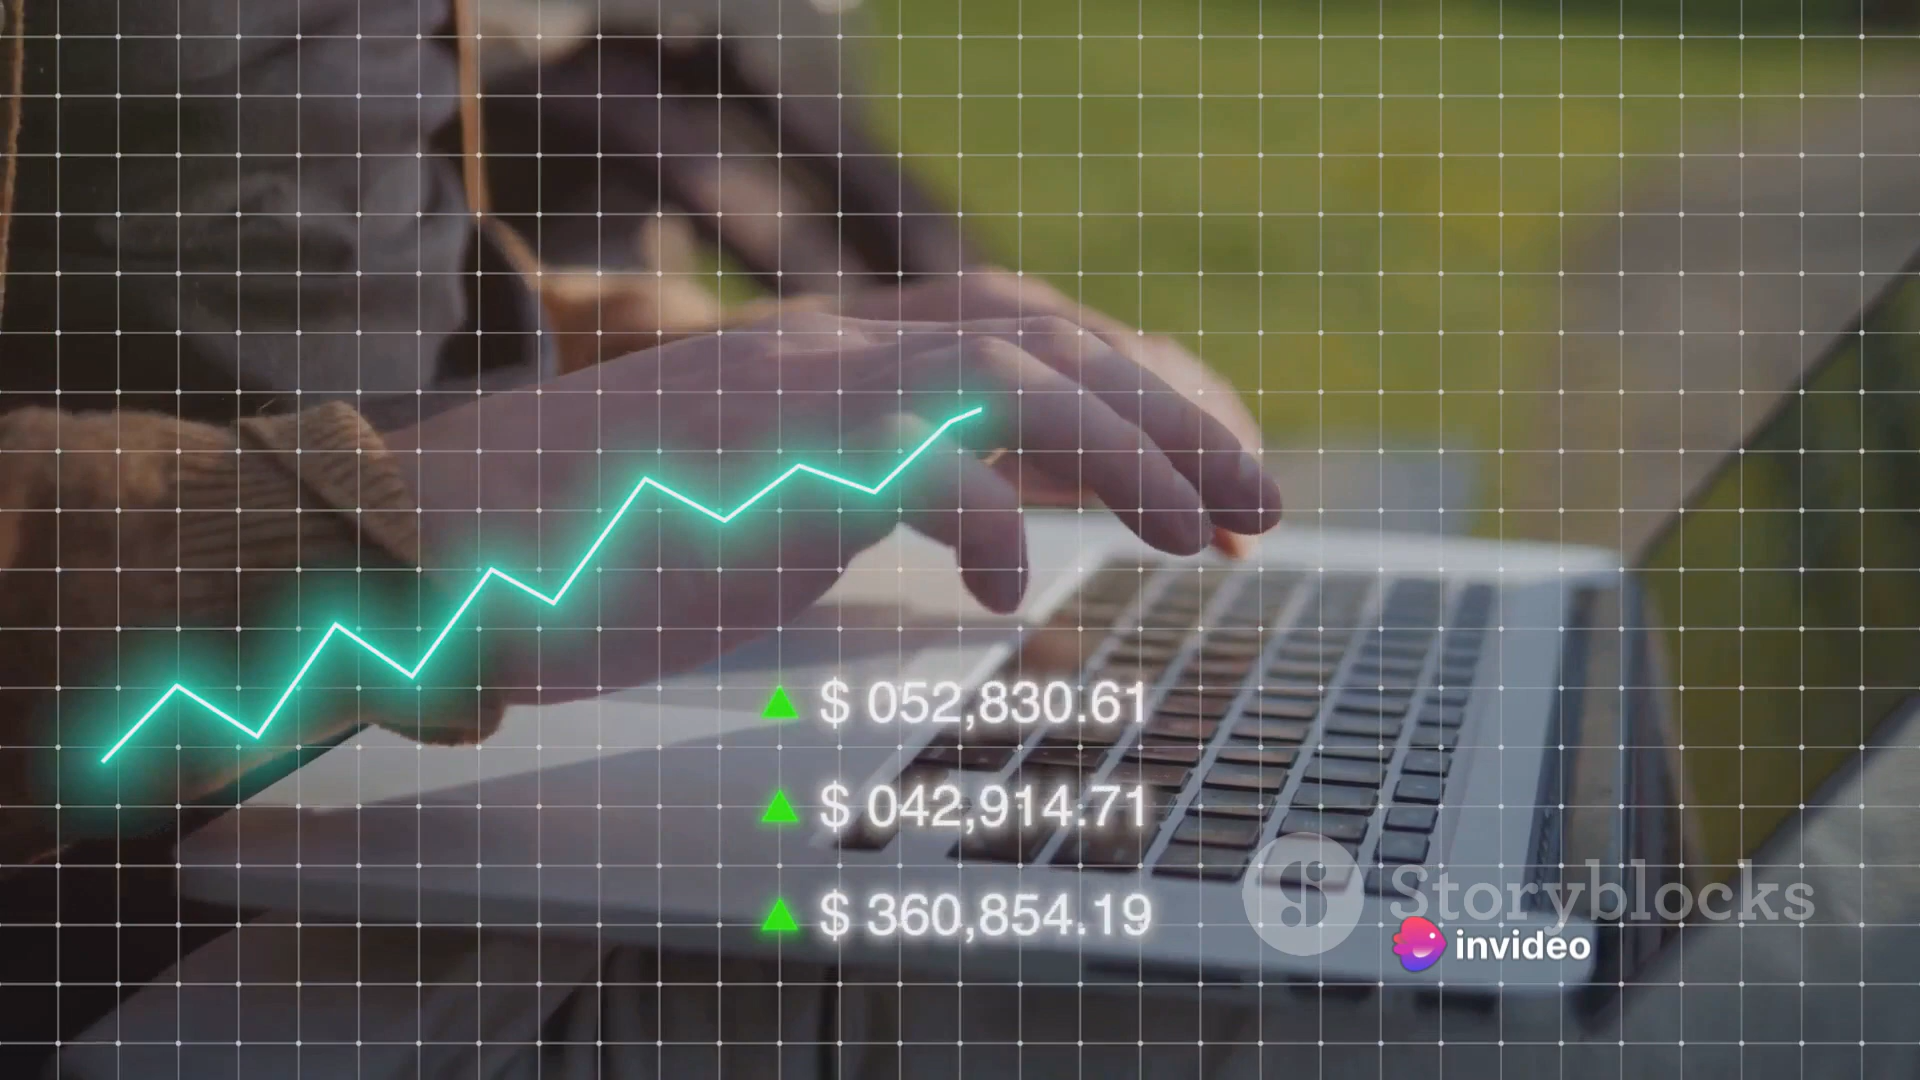 $ 052,830.61
$ 042,914.71
$ 360,854.19
Storyblocks
invideo